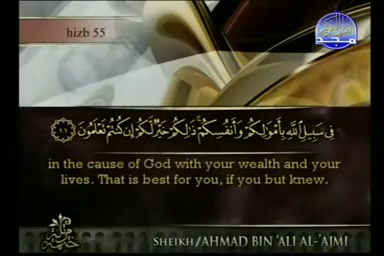 hizb 55
فِي سَبِيلِ اللَّهِ بِأَمْوَالِكُمْ وَأَنفُسِكُمْ ذَٰلِكُمْ خَيْرٌ لَّكُمْ إِن كُنتُمْ تَعْلَمُونَ ١١
in the cause of God with your wealth and your
lives. That is best for you, if you but knew.
SHEIKH/AHMAD BIN 'ALI AL-'AJMI